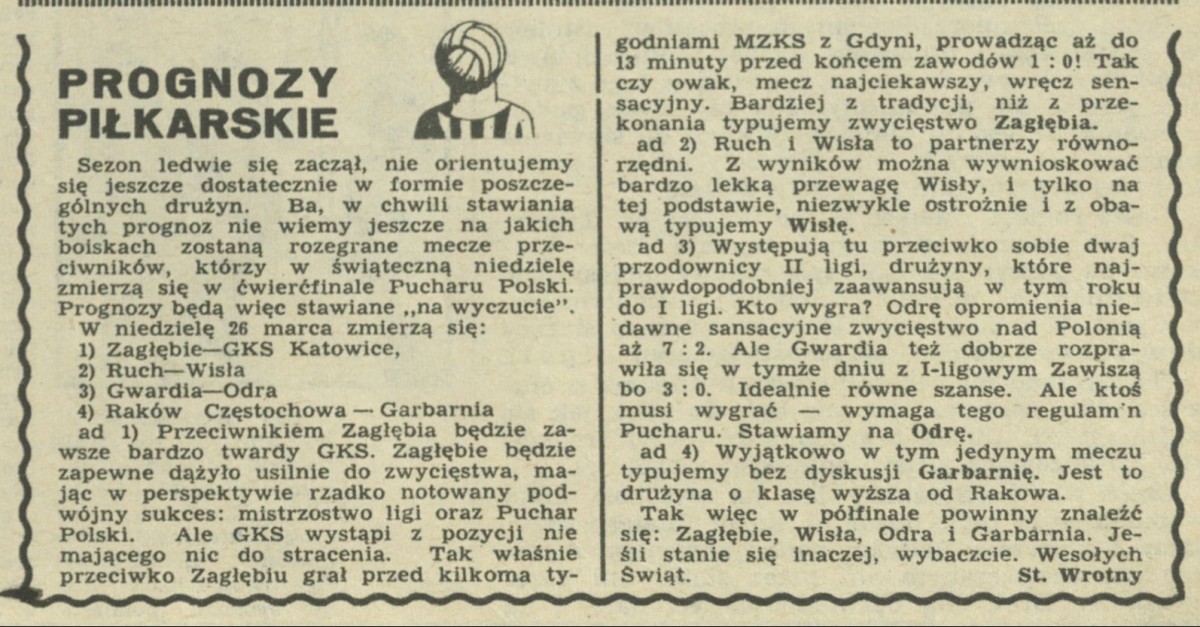 PROGNOZY
PIŁKARSKIE
Sezon ledwie się zaczął, nie orientujemy
się jeszcze dostatecznie w formie poszcze-
gólnych drużyn. Ba, w chwili stawiania
tych prognoz nie wiemy jeszcze na jakich
boiskach zostaną rozegrane mecze prze-
ciwników, którzy w świąteczną niedzielę
zmierzą się w ćwierćfinale Pucharu Polski.
Prognozy będą więc stawiane „na wyczucie”.
W niedzielę 26 marca zmierzą się:
1) Zagłębie—GKS Katowice,
2) Ruch—Wisła
3) Gwardia—Odra
4) Raków Częstochowa — Garbarnia
ad 1) Przeciwnikiem Zagłębia będzie za-
wsze bardzo twardy GKS. Zagłębie będzie
zapewne dążyło usilnie do zwycięstwa, ma-
jąc w perspektywie rzadko notowany pod-
wójny sukces: mistrzostwo ligi oraz Puchar
Polski. Ale GKS wystąpi z pozycji nie
mającego nic do stracenia. Tak właśnie
przeciwko Zagłębiu grał przed kilkoma ty-
godniami MZKS z Gdyni, prowadząc aż do
13 minuty przed końcem zawodów 1 : 0! Tak
czy owak, mecz najciekawszy, wręcz sen-
sacyjny. Bardziej z tradycji, niż z prze-
konania typujemy zwycięstwo Zagłębia.
ad 2) Ruch i Wisła to partnerzy równo-
rzędni. Z wyników można wywnioskować
bardzo lekką przewagę Wisły, i tylko na
tej podstawie, niezwykle ostrożnie i z oba-
wą typujemy Wisłę.
ad 3) Występują tu przeciwko sobie dwaj
przodownicy II ligi, drużyny, które naj-
prawdopodobniej zaawansują w tym roku
do I ligi. Kto wygra? Odrę opromienia nie-
dawne sansacyjne zwycięstwo nad Polonią
aż 7 : 2. Ale Gwardia też dobrze rozpra-
wiła się w tymże dniu z I-ligowym Zawiszą
bo 3 : 0. Idealnie równe szanse. Ale ktoś
musi wygrać — wymaga tego regulam'n
Pucharu. Stawiamy na Odrę.
ad 4) Wyjątkowo w tym jedynym meczu
typujemy bez dyskusji Garbarnię. Jest to
drużyna o klasę wyższa od Rakowa.
Tak więc w półfinale powinny znaleźć
się: Zagłębie, Wisła, Odra i Garbarnia. Je-
śli stanie się inaczej, wybaczcie. Wesołych
Świąt. St. Wrotny